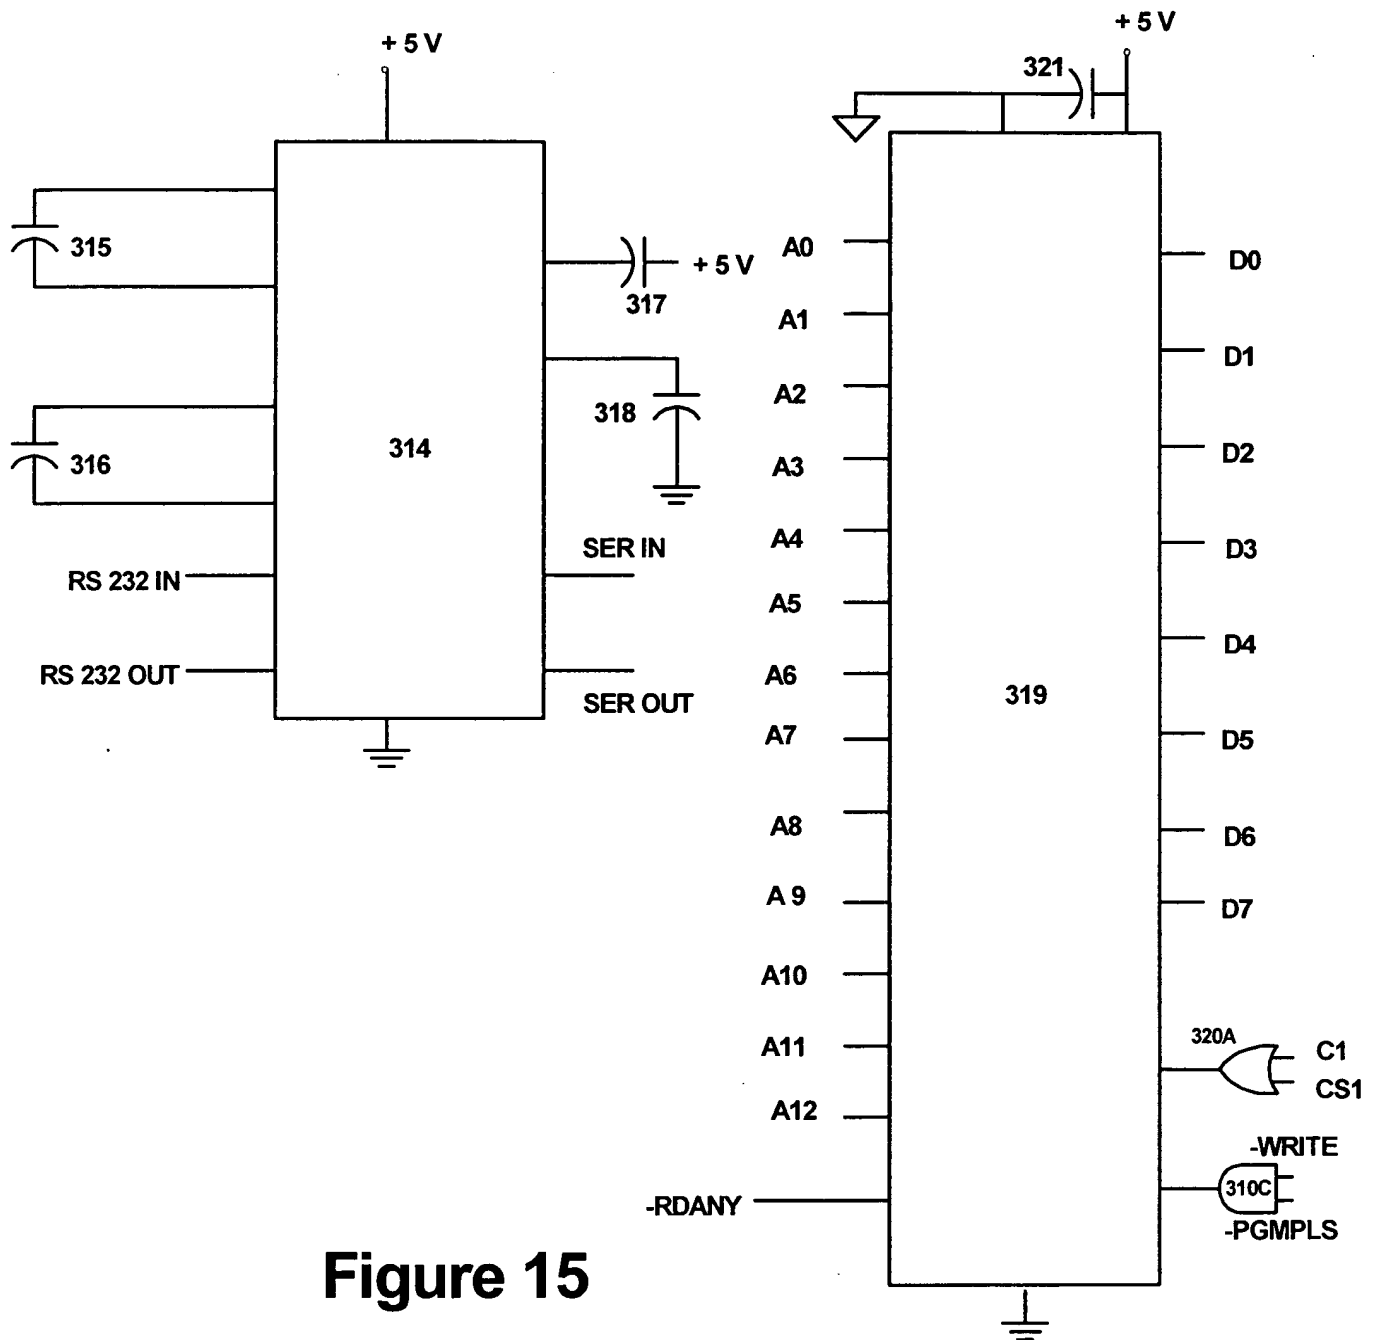 + 5 V
315
316
314
+ 5 V
317
318
RS 232 IN
SER IN
RS 232 OUT
SER OUT
+ 5 V
321
A0
A1
A2
A3
A4
A5
A6
A7
A8
A 9
A10
A11
A12
-RDANY
319
D0
D1
D2
D3
D4
D5
D6
D7
320A
C1
CS1
-WRITE
310C
-PGMPLS
Figure 15